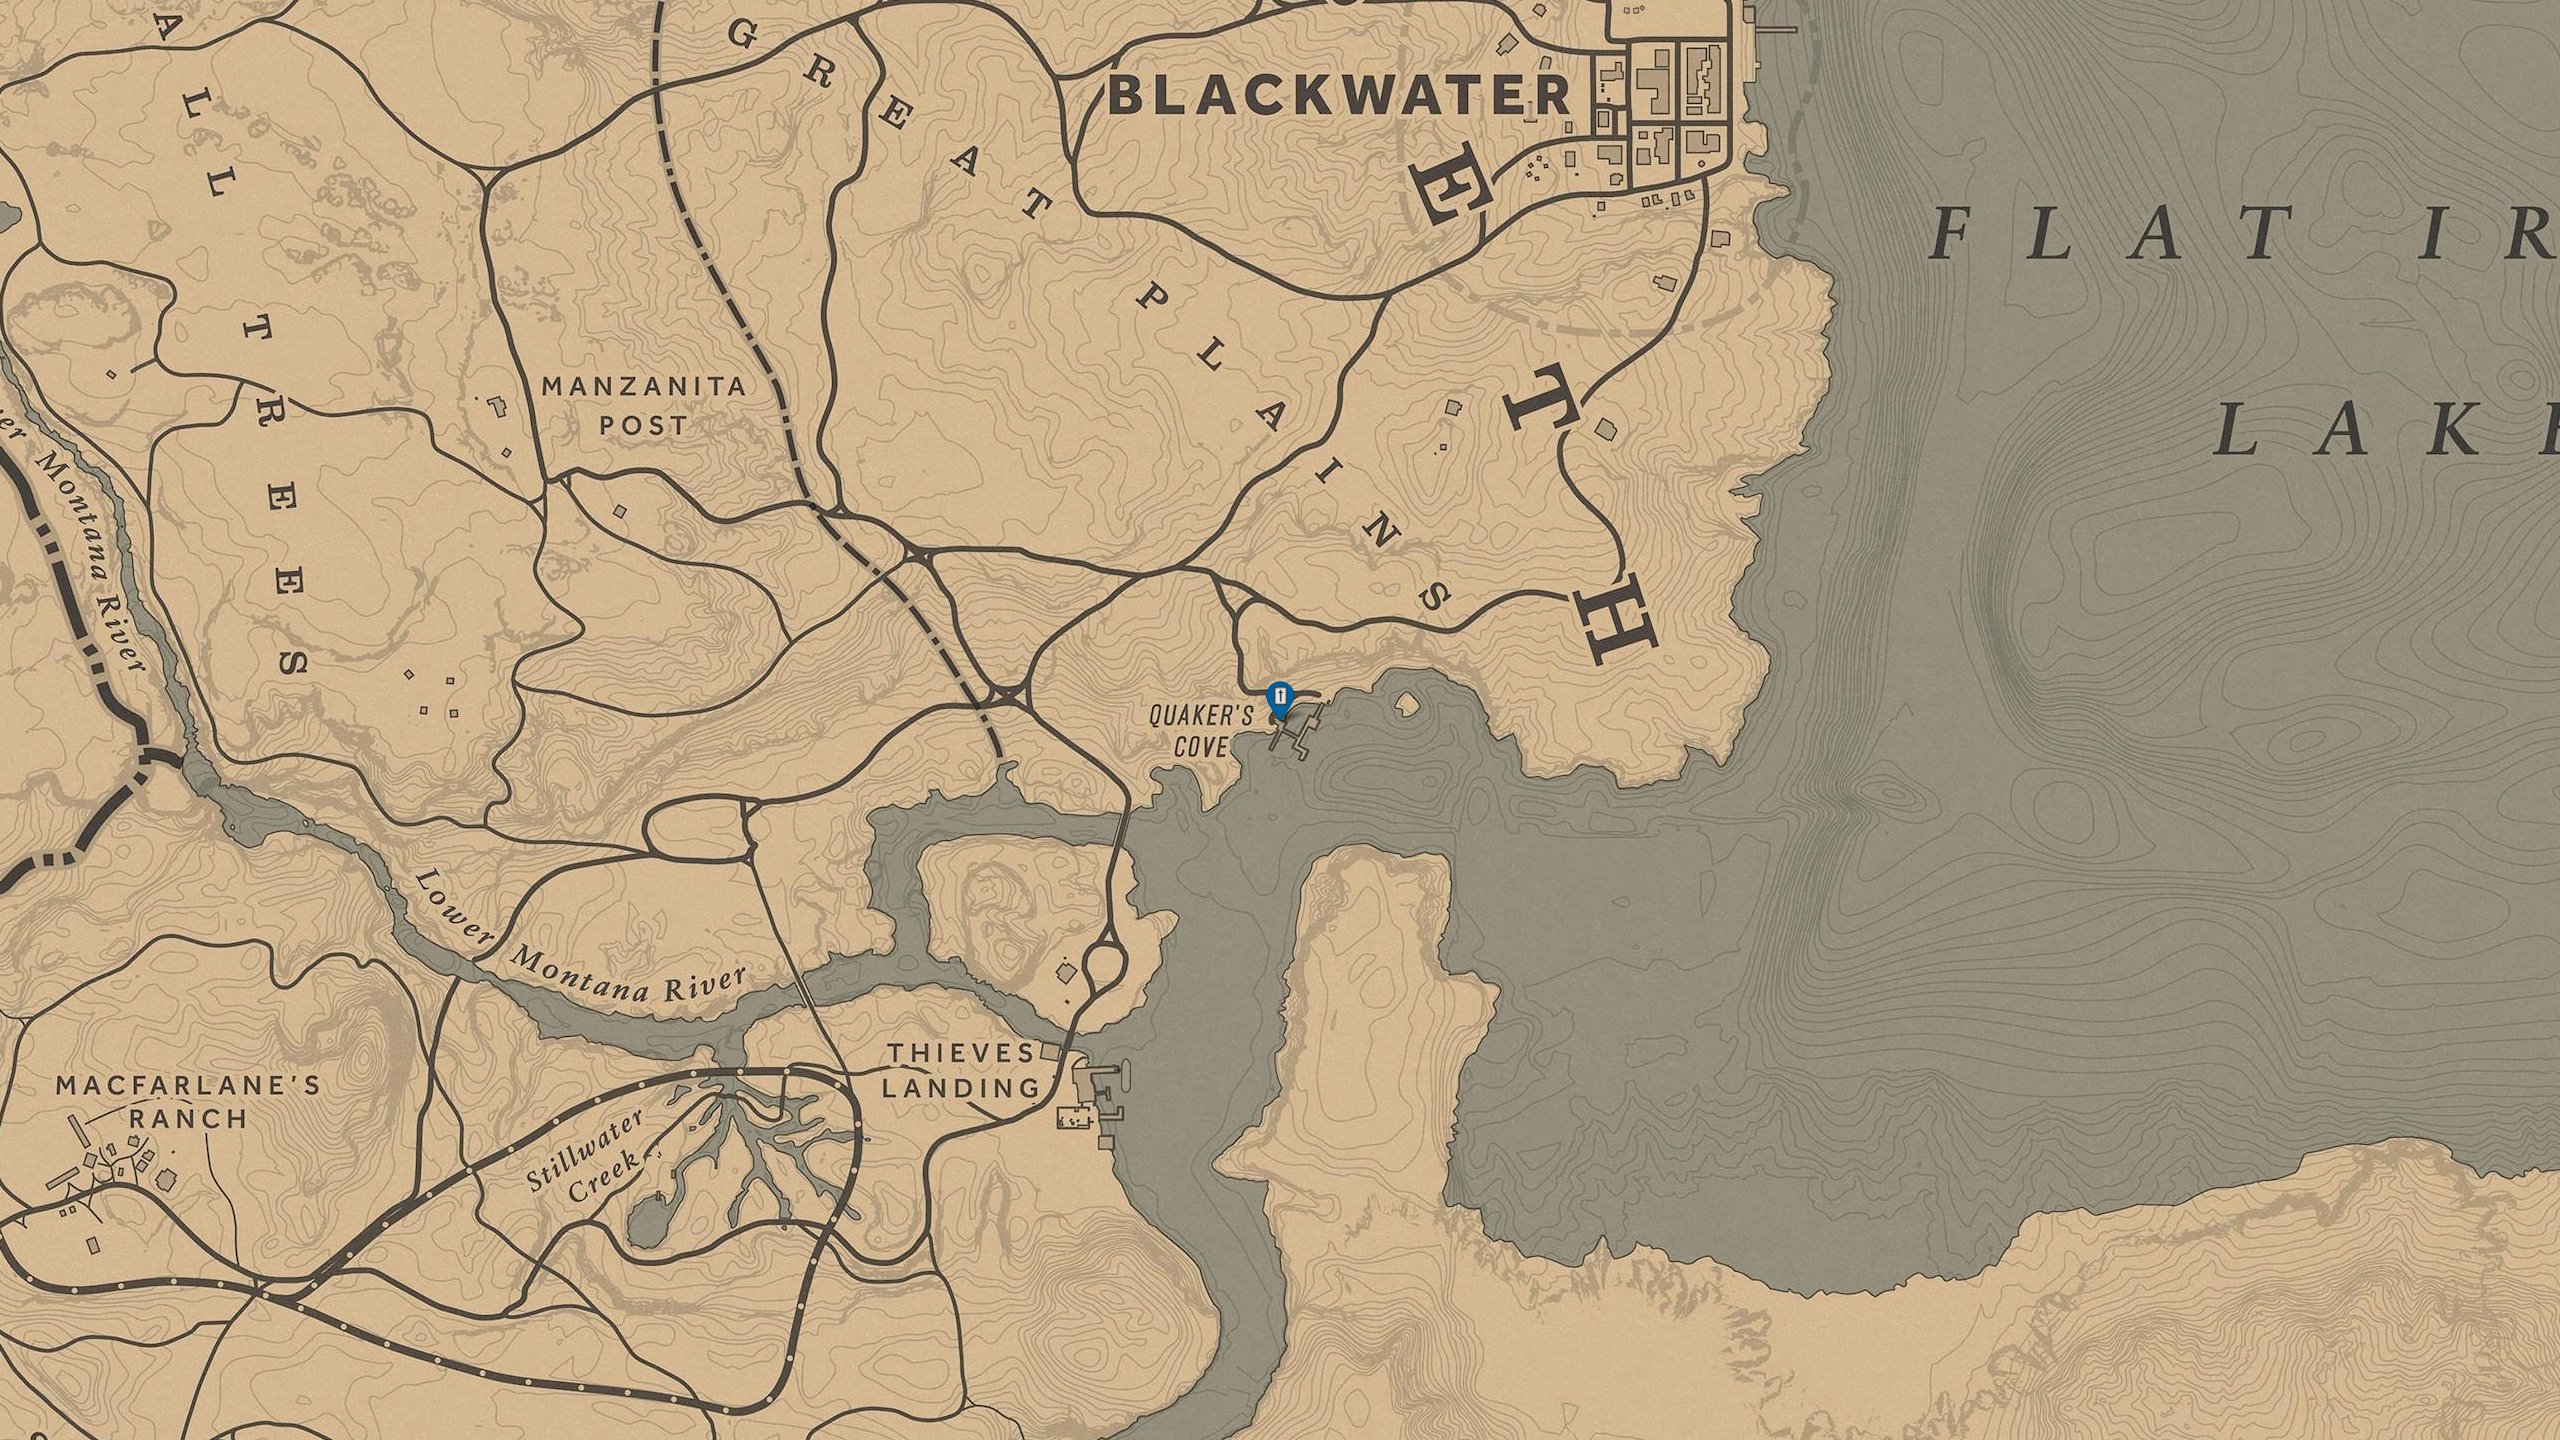 ALL TREES
GREAT PLAINS
BLACKWATER
E T H
FLAT IR
LAKE
MANZANITA
POST
er Montana River
QUAKER'S
COVE
Lower Montana River
THIEVES
LANDING
MACFARLANE'S
RANCH
Stillwater
Creek